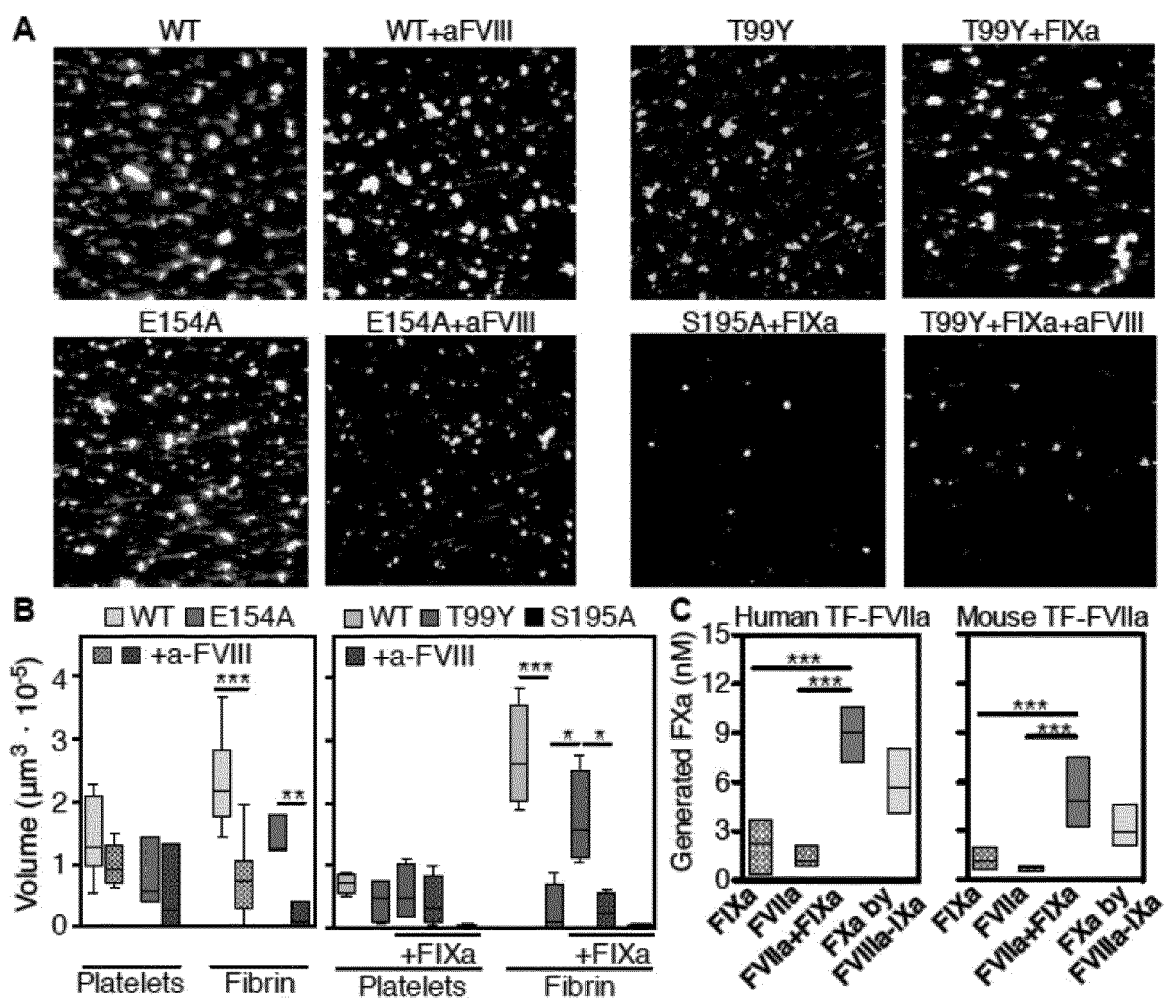 A
WT
WT+aFVIII
T99Y
T99Y+FIXa
E154A
E154A+aFVIII
S195A+FIXa
T99Y+FIXa+aFVIII
B
WT E154A
+a-FVIII
***
**
Volume (µm³ · 10⁻⁵)
4
3
2
1
0
Platelets
Fibrin
WT T99Y S195A
+a-FVIII
***
*
*
+FIXa
+FIXa
Platelets
Fibrin
C
Human TF-FVIIa
Generated FXa (nM)
15
12
9
6
3
0
***
***
FIXa
FVIIa
FVIIa+FIXa
FXa by
FVIIIa-IXa
Mouse TF-FVIIa
***
***
FIXa
FVIIa
FVIIa+FIXa
FXa by
FVIIIa-IXa